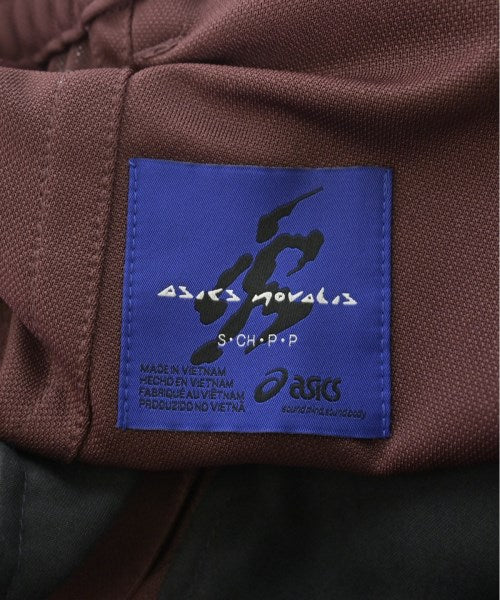 asics novalis
S·CH·P·P
MADE IN VIETNAM
HECHO EN VIETNAM
FABRIQUÉ AU VIETNAM
PRODUZIDO NO VIETNÃ
asics
sound mind, sound body